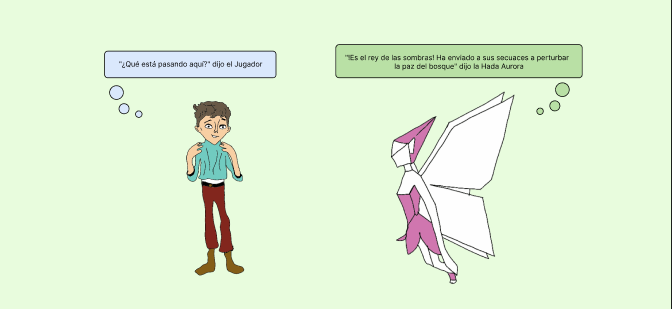 "¿Qué está pasando aquí?" dijo el Jugador
"!Es el rey de las sombras! Ha enviado a sus secuaces a perturbar
la paz del bosque" dijo la Hada Aurora